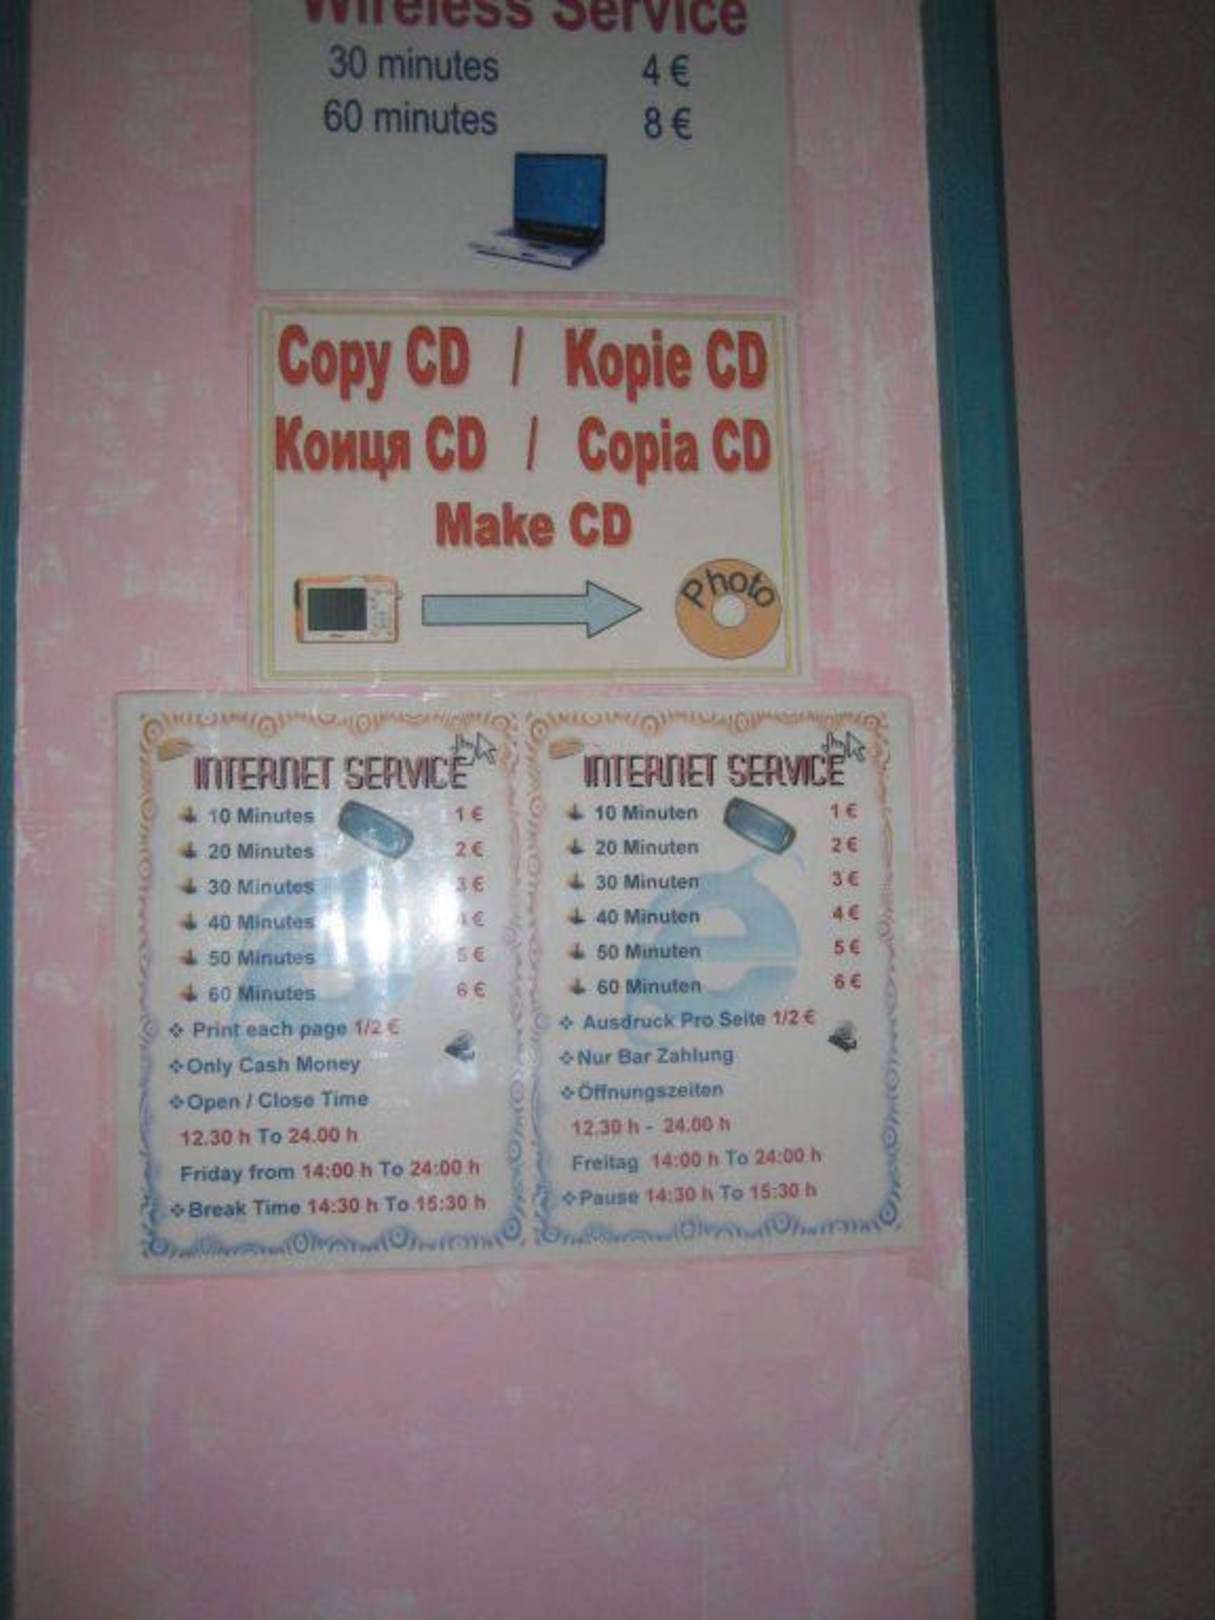 Wireless Service
30 minutes 4 €
60 minutes 8 €
Copy CD / Kopie CD
Коиця CD / Copia CD
Make CD
Photo
INTERNET SERVICE
10 Minutes 1 €
20 Minutes 2 €
30 Minutes 3 €
40 Minutes 4 €
50 Minutes 5 €
60 Minutes 6 €
Print each page 1/2 €
Only Cash Money
Open / Close Time
12.30 h To 24.00 h
Friday from 14:00 h To 24:00 h
Break Time 14:30 h To 15:30 h
INTERNET SERVICE
10 Minuten 1 €
20 Minuten 2 €
30 Minuten 3 €
40 Minuten 4 €
50 Minuten 5 €
60 Minuten 6 €
Ausdruck Pro Seite 1/2 €
Nur Bar Zahlung
Öffnungszeiten
12.30 h - 24.00 h
Freitag 14:00 h To 24:00 h
Pause 14:30 h To 15:30 h